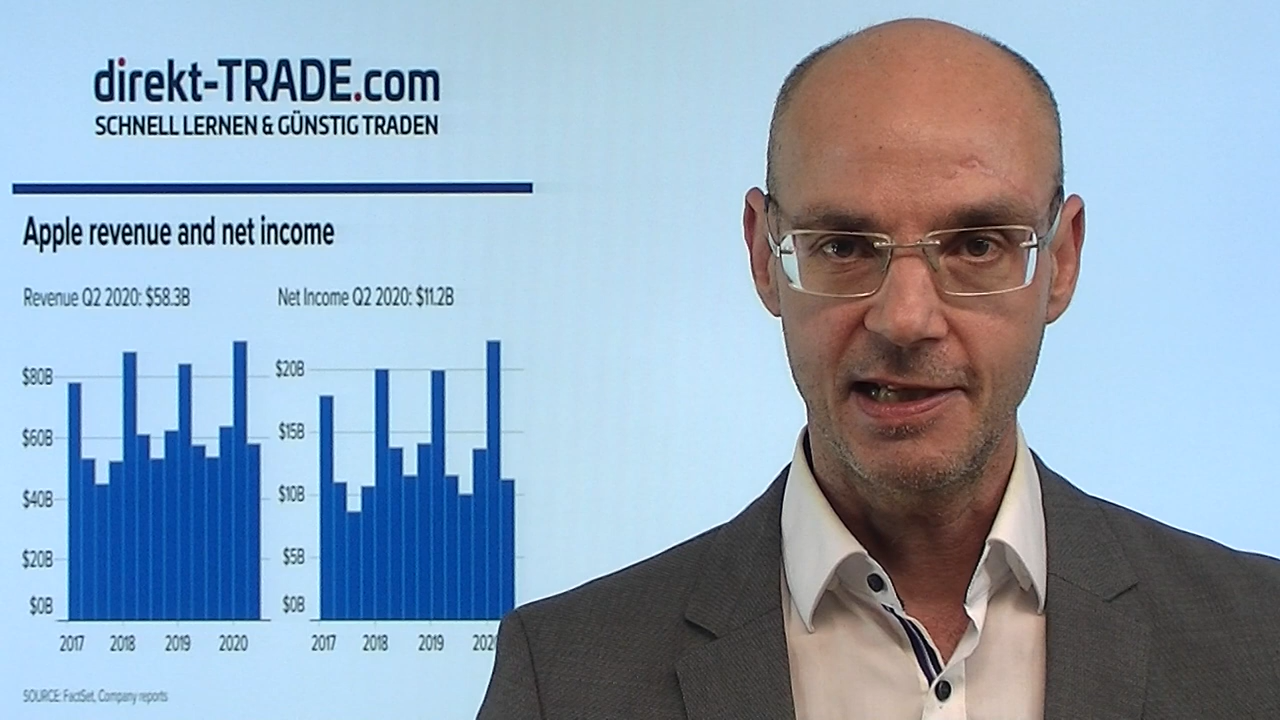 direkt-TRADE.com
SCHNELL LERNEN & GÜNSTIG TRADEN
Apple revenue and net income
Revenue Q2 2020: $58.3B
Net Income Q2 2020: $11.2B
$80B
$60B
$40B
$20B
$0B
2017 2018 2019 2020
$20B
$15B
$10B
$5B
$0B
2017 2018 2019
SOURCE: FactSet, Company reports